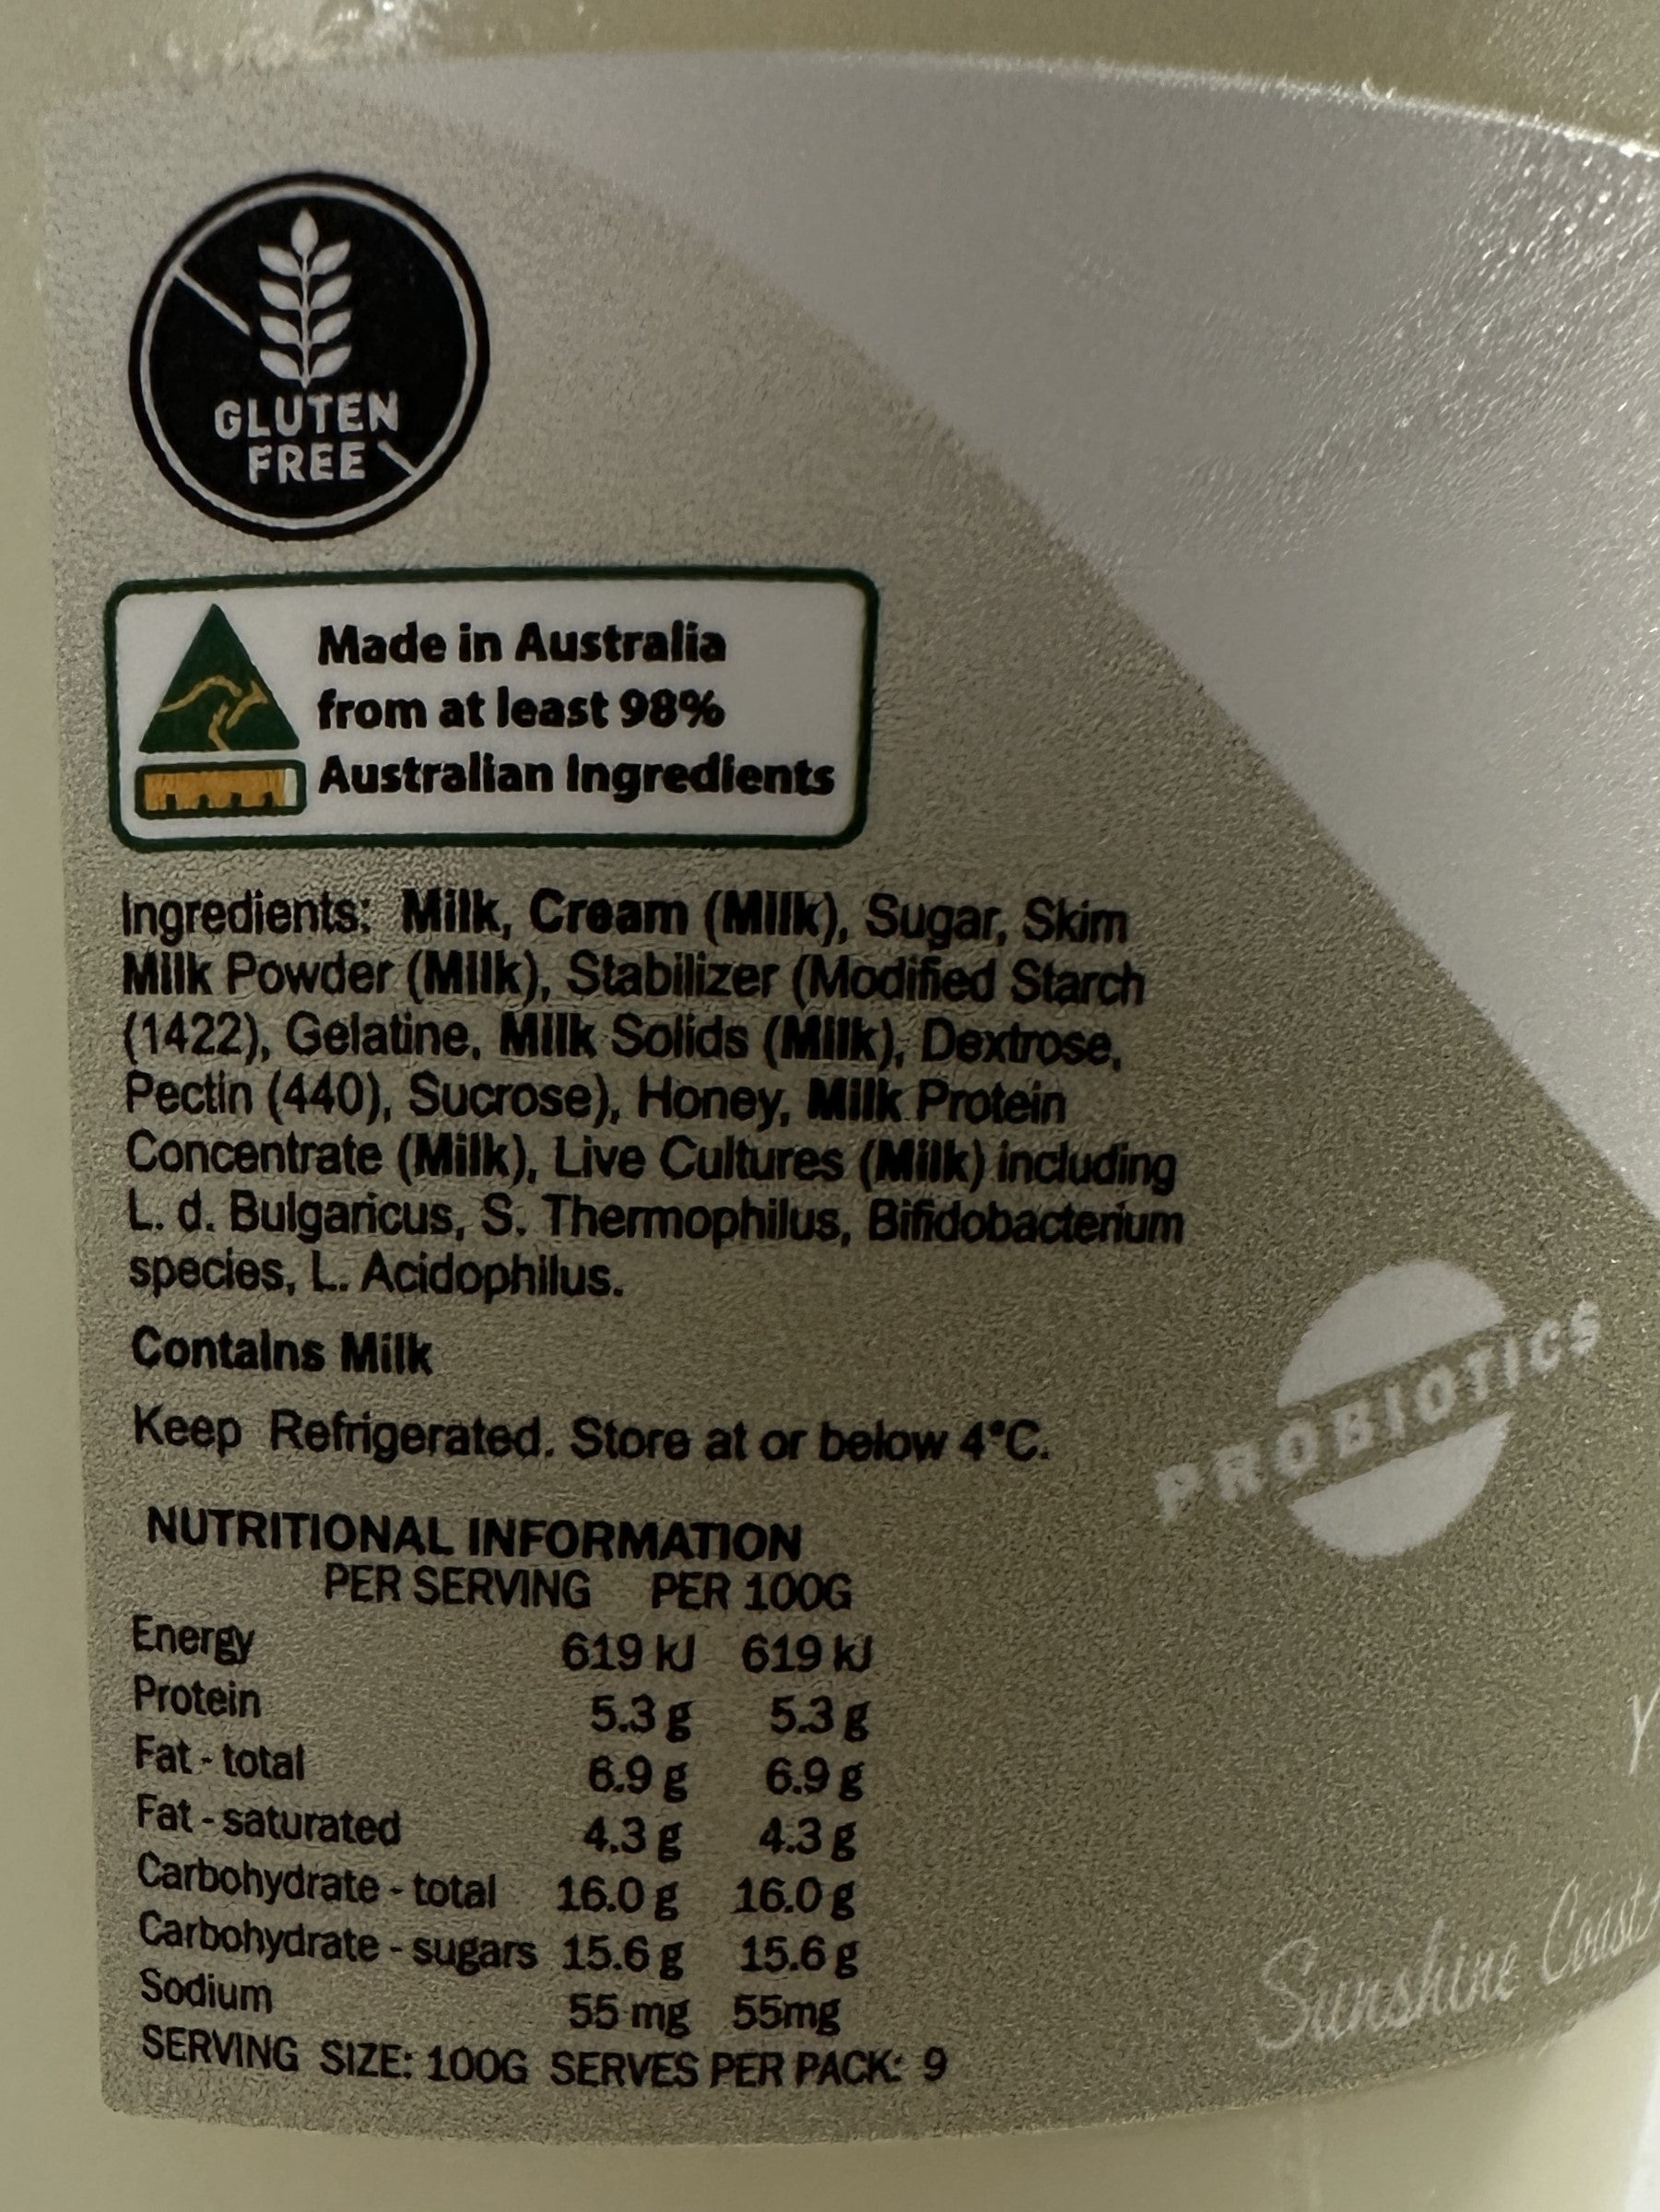 GLUTEN
FREE
Made in Australia
from at least 98%
Australian Ingredients
Ingredients: Milk, Cream (Milk), Sugar, Skim
Milk Powder (Milk), Stabilizer (Modified Starch
(1422), Gelatine, Milk Solids (Milk), Dextrose,
Pectin (440), Sucrose), Honey, Milk Protein
Concentrate (Milk), Live Cultures (Milk) including
L. d. Bulgaricus, S. Thermophilus, Bifidobacterium
species, L. Acidophilus.
Contains Milk
Keep Refrigerated. Store at or below 4°C.
PROBIOTICS
NUTRITIONAL INFORMATION
PER SERVING PER 100G
Energy 619 kJ 619 kJ
Protein 5.3 g 5.3 g
Fat - total 6.9 g 6.9 g
Fat - saturated 4.3 g 4.3 g
Carbohydrate - total 16.0 g 16.0 g
Carbohydrate - sugars 15.6 g 15.6 g
Sodium 55 mg 55mg
SERVING SIZE: 100G SERVES PER PACK: 9
Sunshine Coast